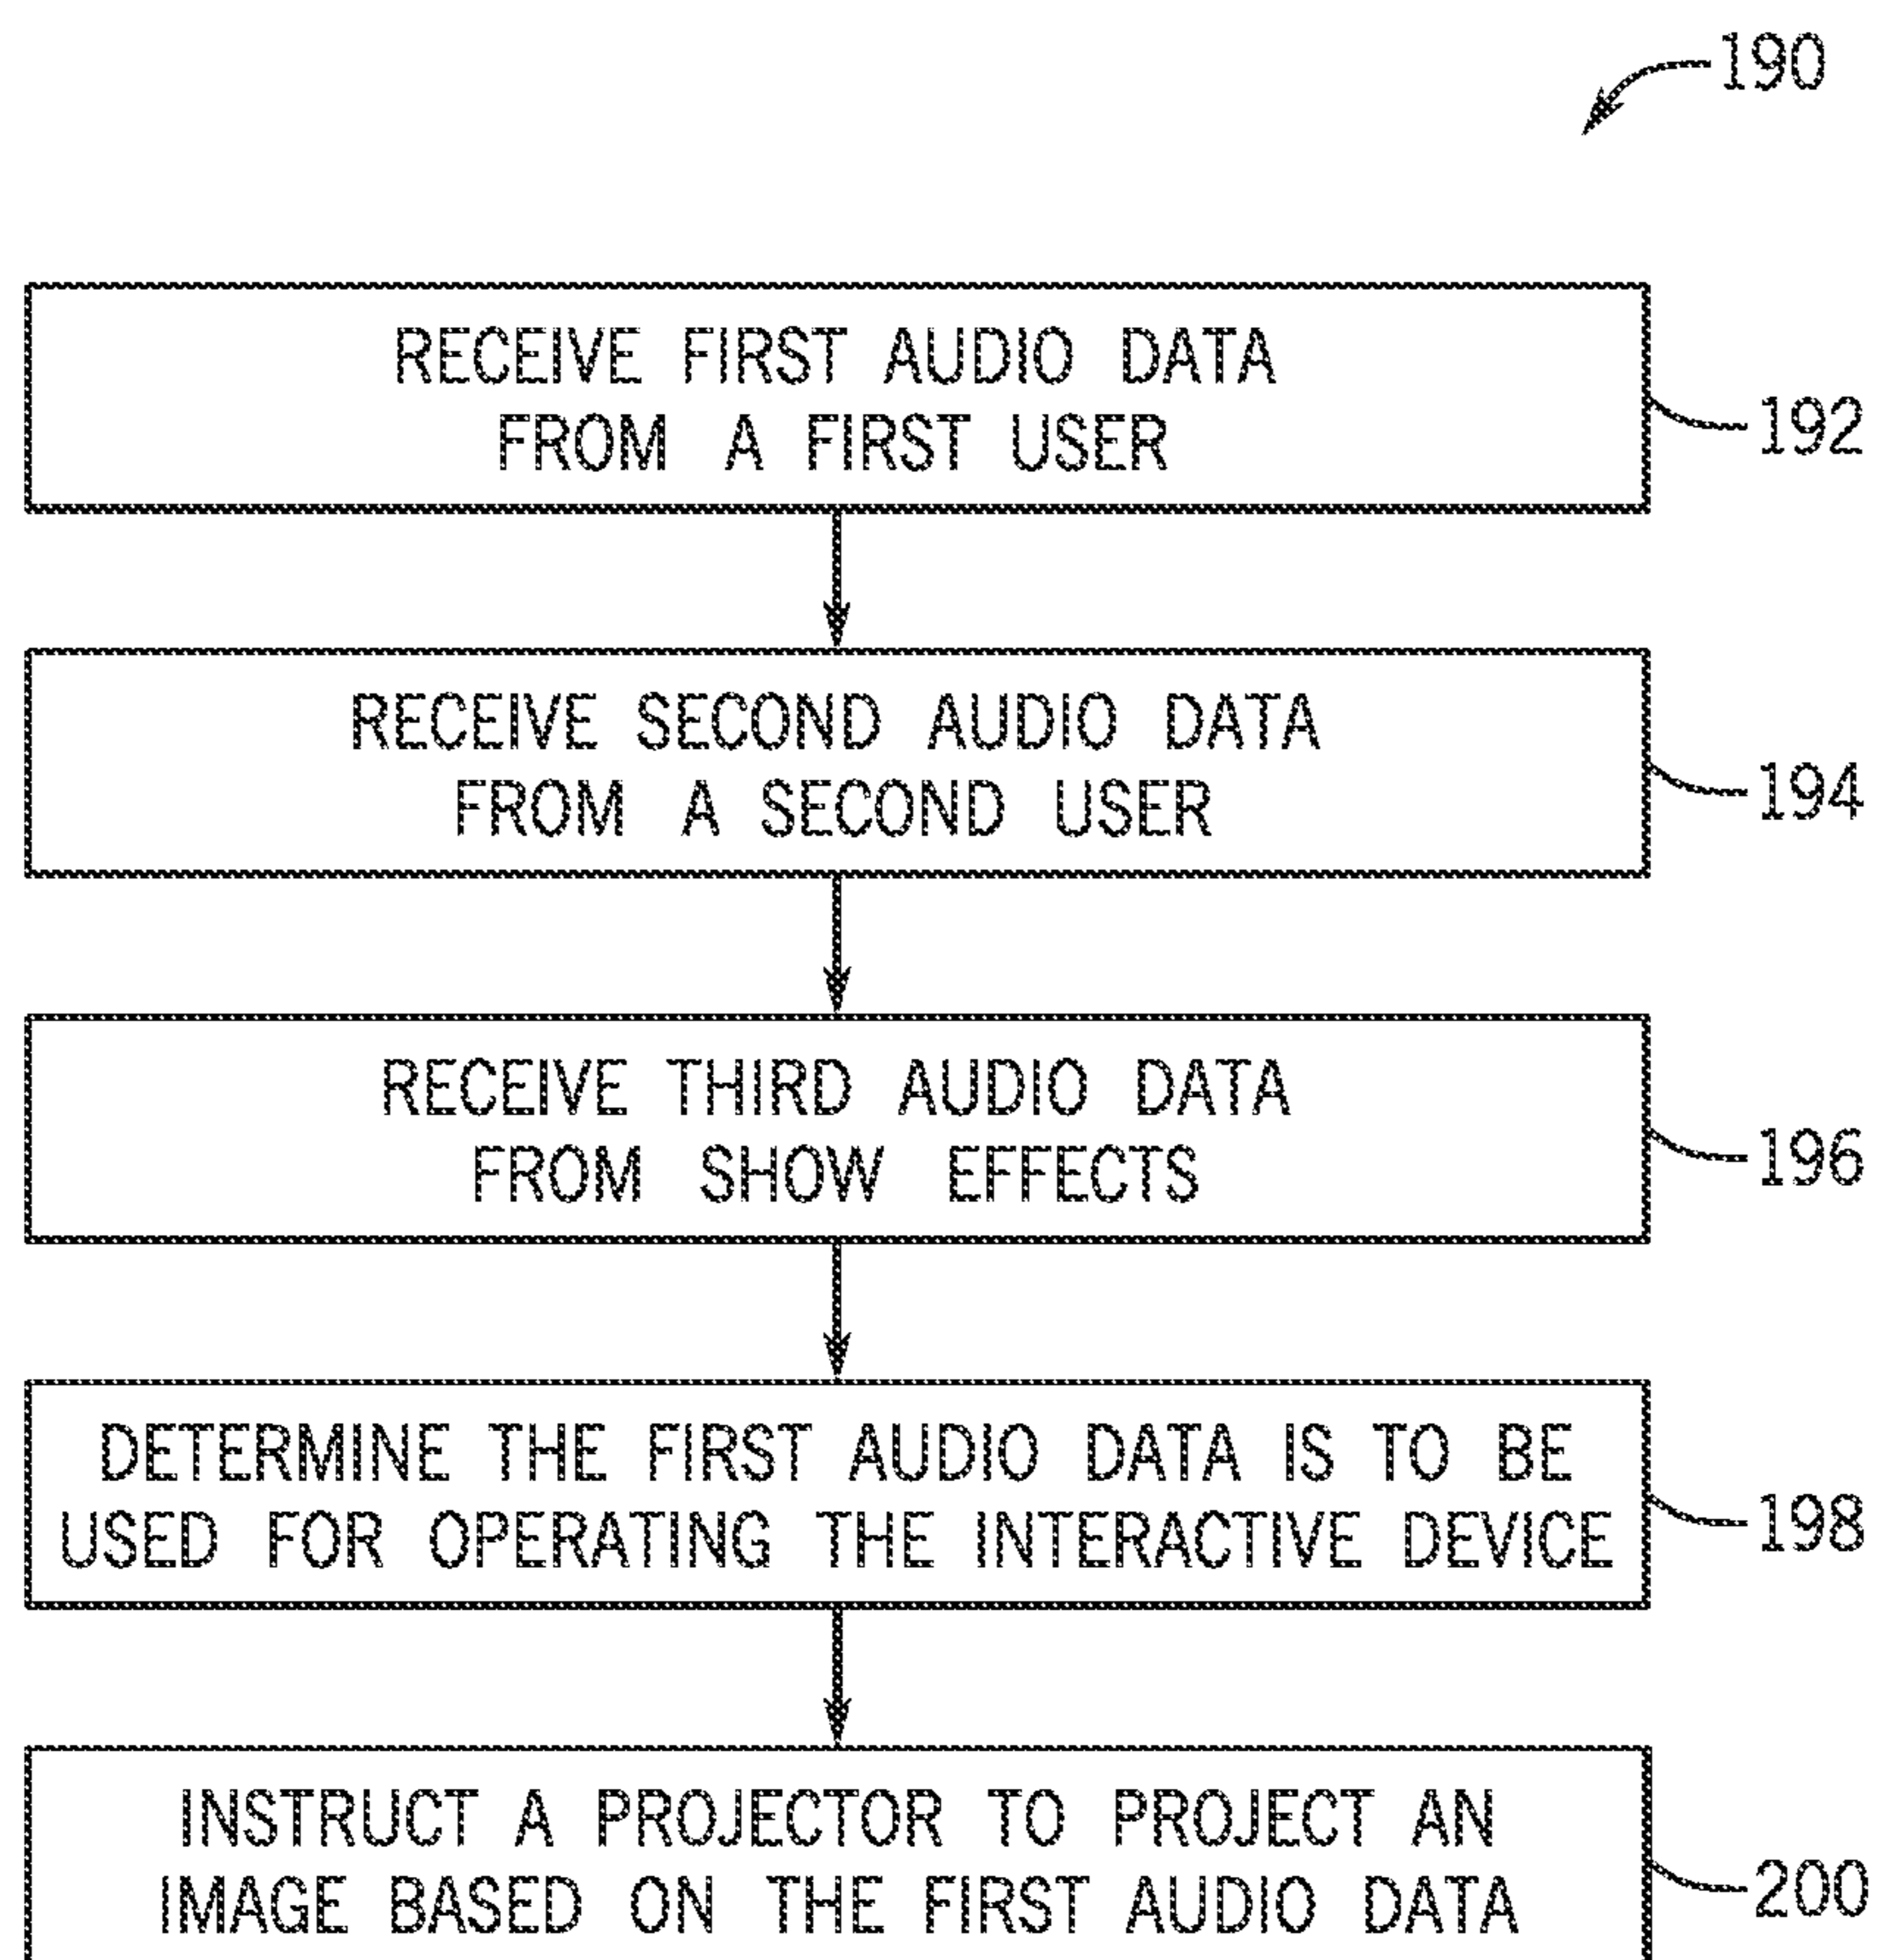 190
RECEIVE FIRST AUDIO DATA
FROM A FIRST USER
192
RECEIVE SECOND AUDIO DATA
FROM A SECOND USER
194
RECEIVE THIRD AUDIO DATA
FROM SHOW EFFECTS
196
DETERMINE THE FIRST AUDIO DATA IS TO BE
USED FOR OPERATING THE INTERACTIVE DEVICE
198
INSTRUCT A PROJECTOR TO PROJECT AN
IMAGE BASED ON THE FIRST AUDIO DATA
200